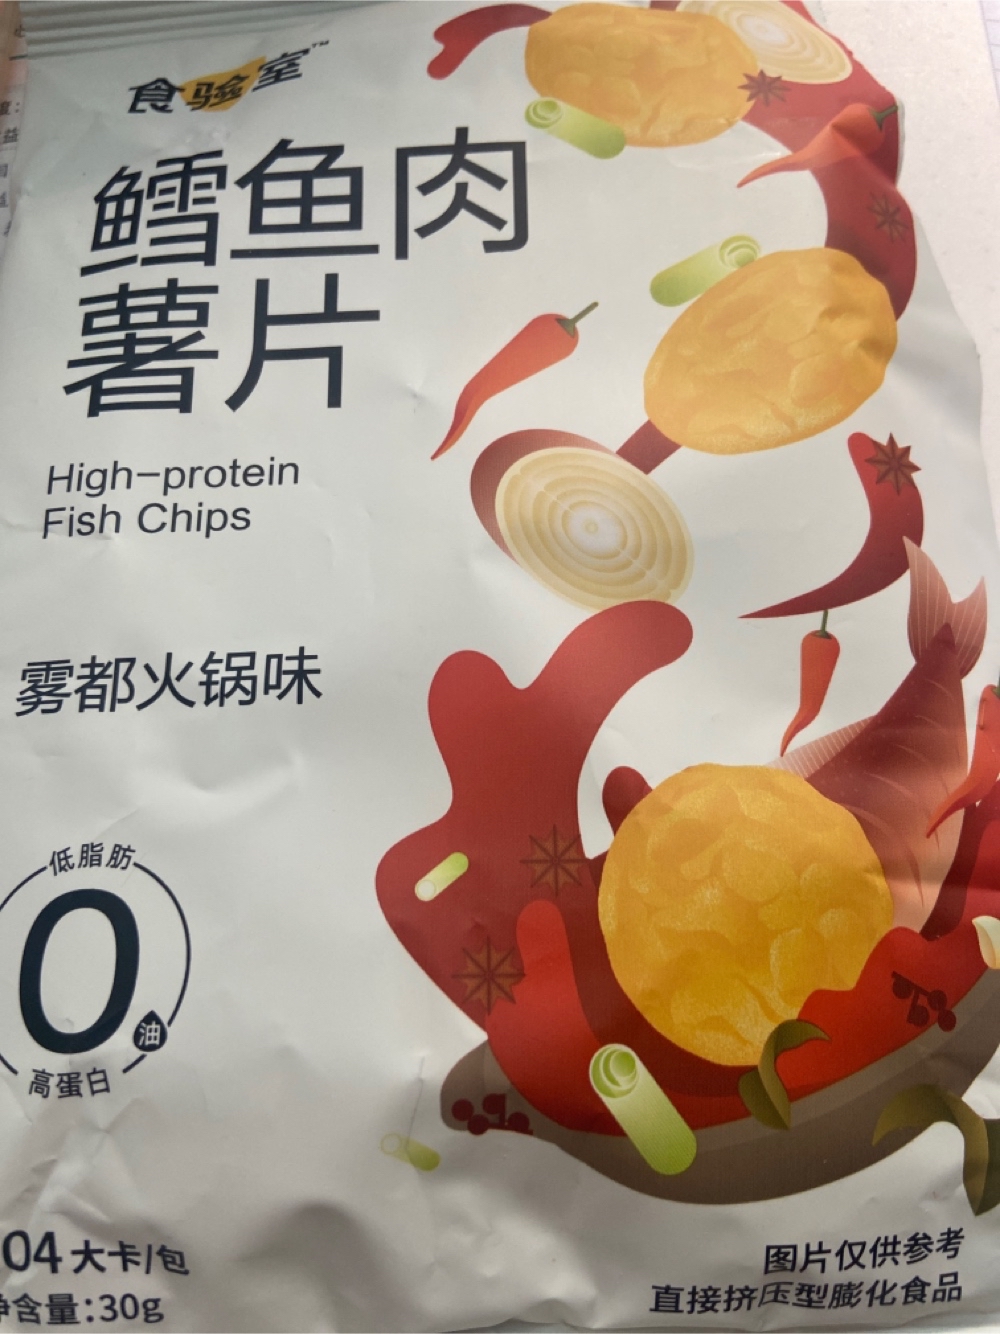 食验室™
鳕鱼肉
薯片
High-protein
Fish Chips
雾都火锅味
低脂肪
0
油
高蛋白
04大卡/包
含量:30g
图片仅供参考
直接挤压型膨化食品